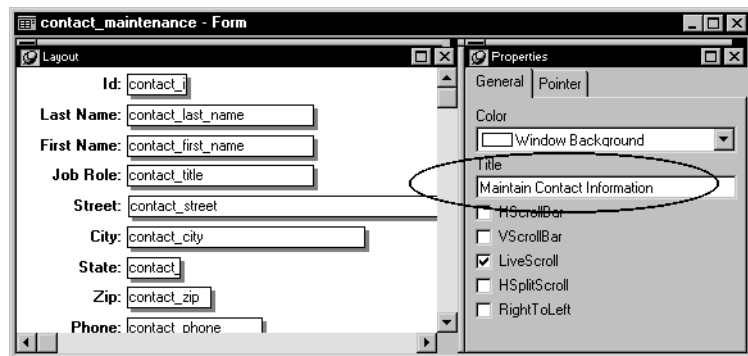 contact_maintenance - Form
Layout
Id: contact_i
Last Name: contact_last_name
First Name: contact_first_name
Job Role: contact_title
Street: contact_street
City: contact_city
State: contact_
Zip: contact_zip
Phone: contact_phone
Properties
General Pointer
Color
Window Background
Title
Maintain Contact Information
HScrollBar
VScrollBar
LiveScroll
HSplitScroll
RightToLeft